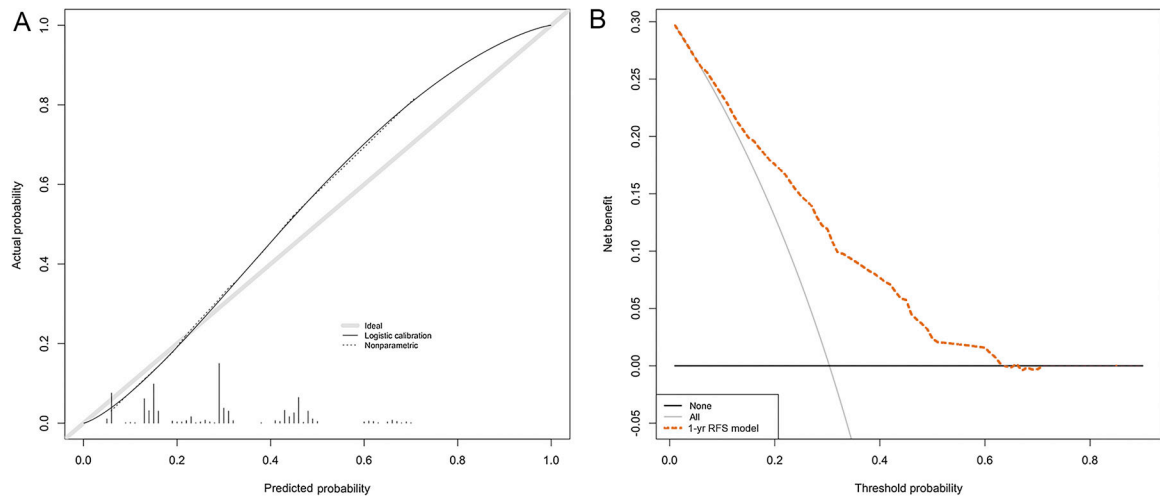 A
1.0
0.8
0.6
0.4
0.2
0.0
Actual probability
Ideal
Logistic calibration
Nonparametric
0.0 0.2 0.4 0.6 0.8 1.0
Predicted probability
B
0.30
0.25
0.20
0.15
0.10
0.05
0.00
-0.05
Net benefit
None
All
1-yr RFS model
0.0 0.2 0.4 0.6 0.8
Threshold probability